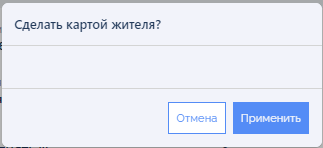 Сделать картой жителя?
Отмена
Применить